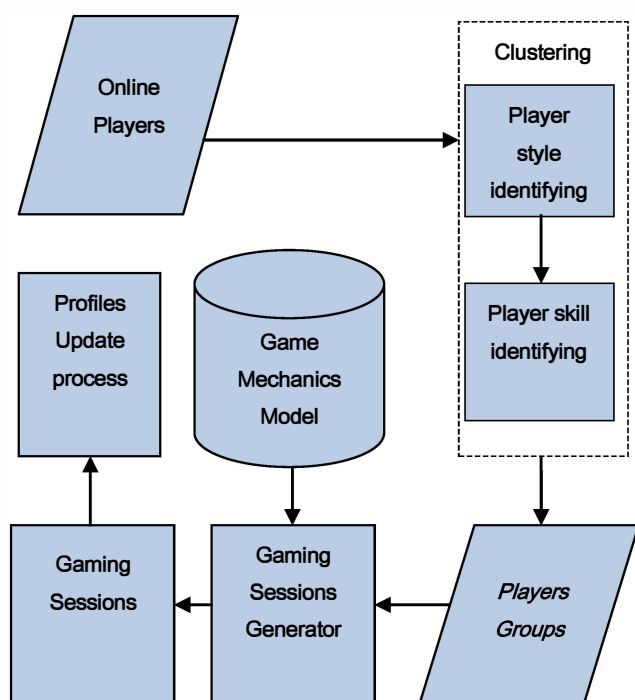 Online
Players
Clustering
Player
style
identifying
Player skill
identifying
Profiles
Update
process
Game
Mechanics
Model
Gaming
Sessions
Gaming
Sessions
Generator
Players
Groups